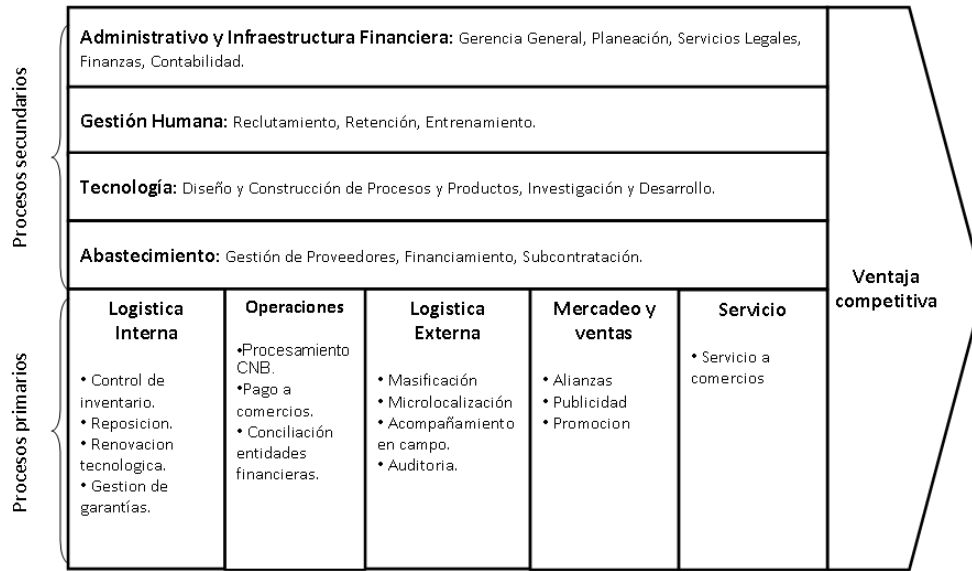 Procesos secundarios
Administrativo y Infraestructura Financiera: Gerencia General, Planeación, Servicios Legales,
Finanzas, Contabilidad.
Gestión Humana: Reclutamiento, Retención, Entrenamiento.
Tecnología: Diseño y Construcción de Procesos y Productos, Investigación y Desarrollo.
Abastecimiento: Gestión de Proveedores, Financiamiento, Subcontratación.
Procesos primarios
Logistica
Interna
• Control de
inventario.
• Reposicion.
• Renovacion
tecnologica.
• Gestion de
garantías.
Operaciones
•Procesamiento
CNB.
•Pago a
comercios.
• Conciliación
entidades
financieras.
Logistica
Externa
• Masificación
• Microlocalización
• Acompañamiento
en campo.
• Auditoria.
Mercadeo y
ventas
• Alianzas
• Publicidad
• Promocion
Servicio
• Servicio a
comercios
Ventaja
competitiva